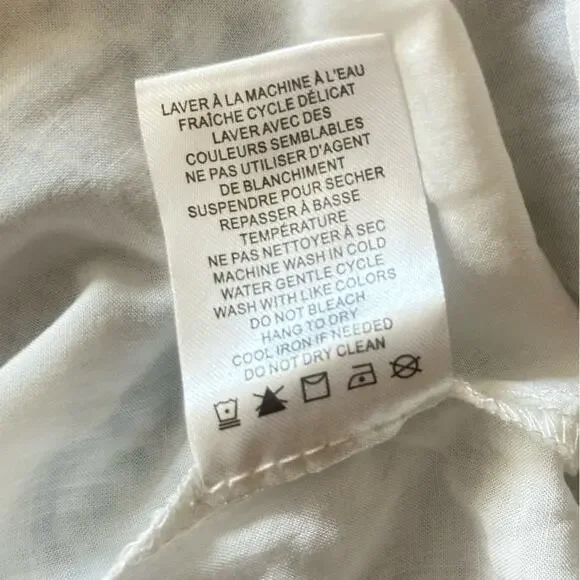 LAVER À LA MACHINE À L'EAU
FRAÎCHE CYCLE DÉLICAT
LAVER AVEC DES
COULEURS SEMBLABLES
NE PAS UTILISER D'AGENT
DE BLANCHIMENT
SUSPENDRE POUR SECHER
REPASSER À BASSE
TEMPÉRATURE
NE PAS NETTOYER À SEC
MACHINE WASH IN COLD
WATER GENTLE CYCLE
WASH WITH LIKE COLORS
DO NOT BLEACH
HANG TO DRY
COOL IRON IF NEEDED
DO NOT DRY CLEAN